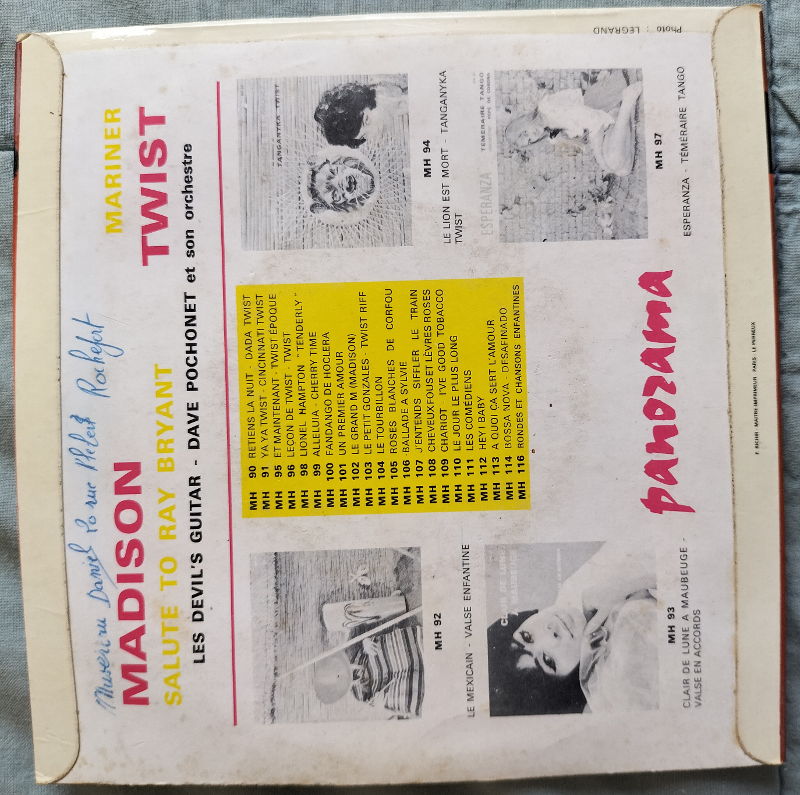 Daniel
Rochefort
MADISON TWIST
MARINER
SALUTE TO RAY BRYANT
LES DEVIL'S GUITAR - DAVE POCHONET et son orchestre
MH 92
LE MEXICAIN - VALSE ENFANTINE
MH 90 RETIENS LA NUIT - DADA TWIST
MH 91 YA YA TWIST - CINCINNATI TWIST
MH 95 ET MAINTENANT - TWIST ÉPOQUE
MH 96 LECON DE TWIST - TWIST
MH 98 LIONEL HAMPTON "TENDERLY"
MH 99 ALLELUIA - CHERRY TIME
MH 100 FANDANGO DE HOCLERA
MH 101 UN PREMIER AMOUR
MH 102 LE GRAND M (MADISON)
MH 103 LE PETIT GONZALES TWIST RIFF
MH 104 LE TOURBILLON
MH 105 ROSES BLANCHES DE CORFOU
MH 106 BALLADE A SYLVIE
MH 107 J'ENTENDS SIFFLER LE TRAIN
MH 108 CHEVEUX FOUS ET LÈVRES ROSES
MH 109 CHARIOT I'VE GOOD TOBACCO
MH 110 LE JOUR LE PLUS LONG
MH 111 LES COMÉDIENS
MH 112 HEY! BABY
MH 113 A QUOI ÇA SERT L'AMOUR
MH 114 BOSSA NOVA - DESAFINADO
MH 116 RONDES ET CHANSONS ENFANTINES
TANGANYKA TWIST
MH 94
LE LION EST MORT - TANGANYKA
TWIST
MH 93
CLAIR DE LUNE A MAUBEUGE -
VALSE EN ACCORDS
panorama
TÉMÉRAIRE TANGO
ESPERANZA
MH 97
ESPERANZA - TÉMÉRAIRE TANGO
Photo : LEGRAND